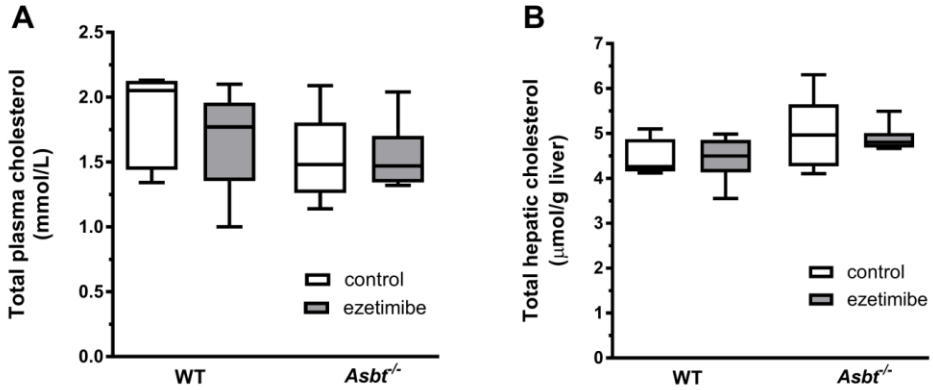 A
Total plasma cholesterol
(mmol/L)
2.5
2.0
1.5
1.0
0.5
0.0
control
ezetimibe
WT
Asbt-/-
B
Total hepatic cholesterol
(μmol/g liver)
7
6
5
4
3
2
1
0
control
ezetimibe
WT
Asbt-/-